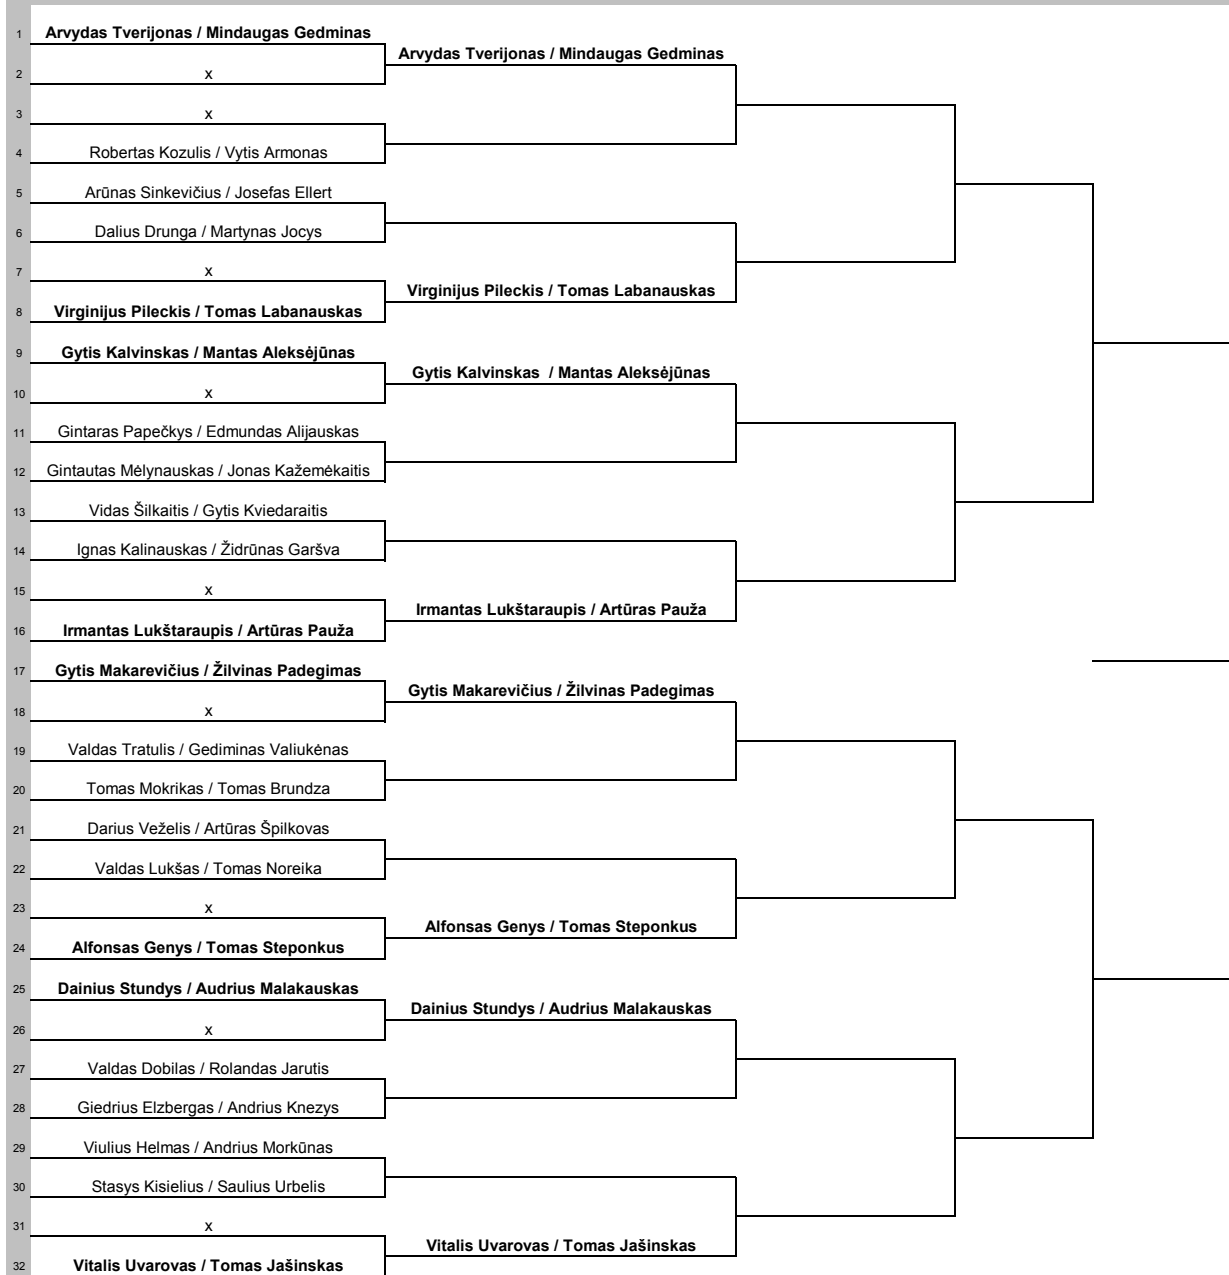 1 Arvydas Tverijonas / Mindaugas Gedminas
Arvydas Tverijonas / Mindaugas Gedminas
2 x
3 x
4 Robertas Kozulis / Vytis Armonas
5 Arūnas Sinkevičius / Josefas Ellert
6 Dalius Drunga / Martynas Jocys
7 x
Virginijus Pileckis / Tomas Labanauskas
8 Virginijus Pileckis / Tomas Labanauskas
9 Gytis Kalvinskas / Mantas Aleksėjūnas
Gytis Kalvinskas / Mantas Aleksėjūnas
10 x
11 Gintaras Papečkys / Edmundas Alijauskas
12 Gintautas Mėlynauskas / Jonas Kažemėkaitis
13 Vidas Šilkaitis / Gytis Kviedaraitis
14 Ignas Kalinauskas / Židrūnas Garšva
15 x
Irmantas Lukštaraupis / Artūras Pauža
16 Irmantas Lukštaraupis / Artūras Pauža
17 Gytis Makarevičius / Žilvinas Padegimas
Gytis Makarevičius / Žilvinas Padegimas
18 x
19 Valdas Tratulis / Gediminas Valiukėnas
20 Tomas Mokrikas / Tomas Brundza
21 Darius Veželis / Artūras Špilkovas
22 Valdas Lukšas / Tomas Noreika
23 x
Alfonsas Genys / Tomas Steponkus
24 Alfonsas Genys / Tomas Steponkus
25 Dainius Stundys / Audrius Malakauskas
Dainius Stundys / Audrius Malakauskas
26 x
27 Valdas Dobilas / Rolandas Jarutis
28 Giedrius Elzbergas / Andrius Knezys
29 Viulius Helmas / Andrius Morkūnas
30 Stasys Kisielius / Saulius Urbelis
31 x
Vitalis Uvarovas / Tomas Jašinskas
32 Vitalis Uvarovas / Tomas Jašinskas